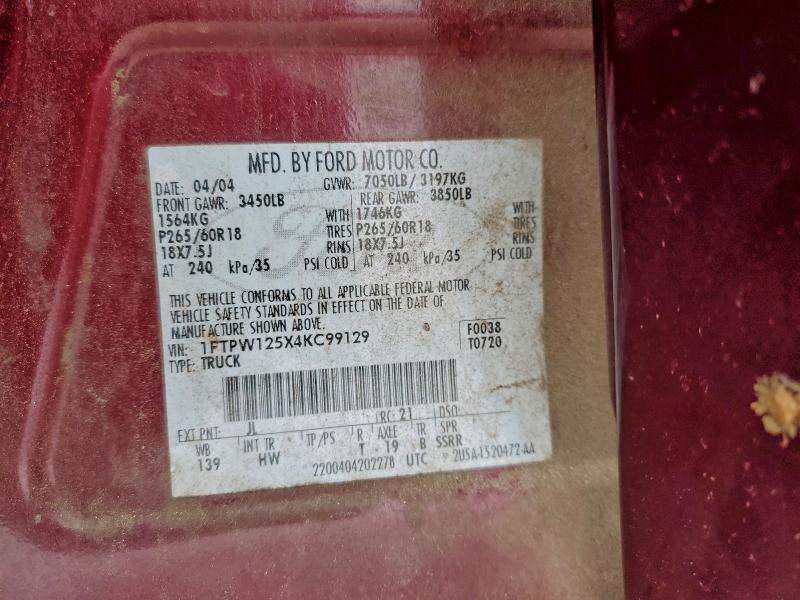 MFD. BY FORD MOTOR CO.
DATE: 04/04 GVWR: 7050LB/ 3197KG
FRONT GAWR: 3450LB REAR GAWR: 3850LB
1564KG WITH 1746KG WITH
P265/60R18 TIRES P265/60R18 TIRES
18X7.5J RIMS 18X7.5J RIMS
AT 240 kPa/35 PSI COLD AT 240 kPa/35 PSI COLD
THIS VEHICLE CONFORMS TO ALL APPLICABLE FEDERAL MOTOR
VEHICLE SAFETY STANDARDS IN EFFECT ON THE DATE OF
MANUFACTURE SHOWN ABOVE.
VIN: 1FTPW125X4KC99129 F0038
TYPE: TRUCK T0720
EXT PNT: JL RC: 21 DSO:
WB INT TR TP/PS R AXLE TR SPR
139 HW T 19 B SSRR
2200404202278 UTC 2U5A-1520472-AA